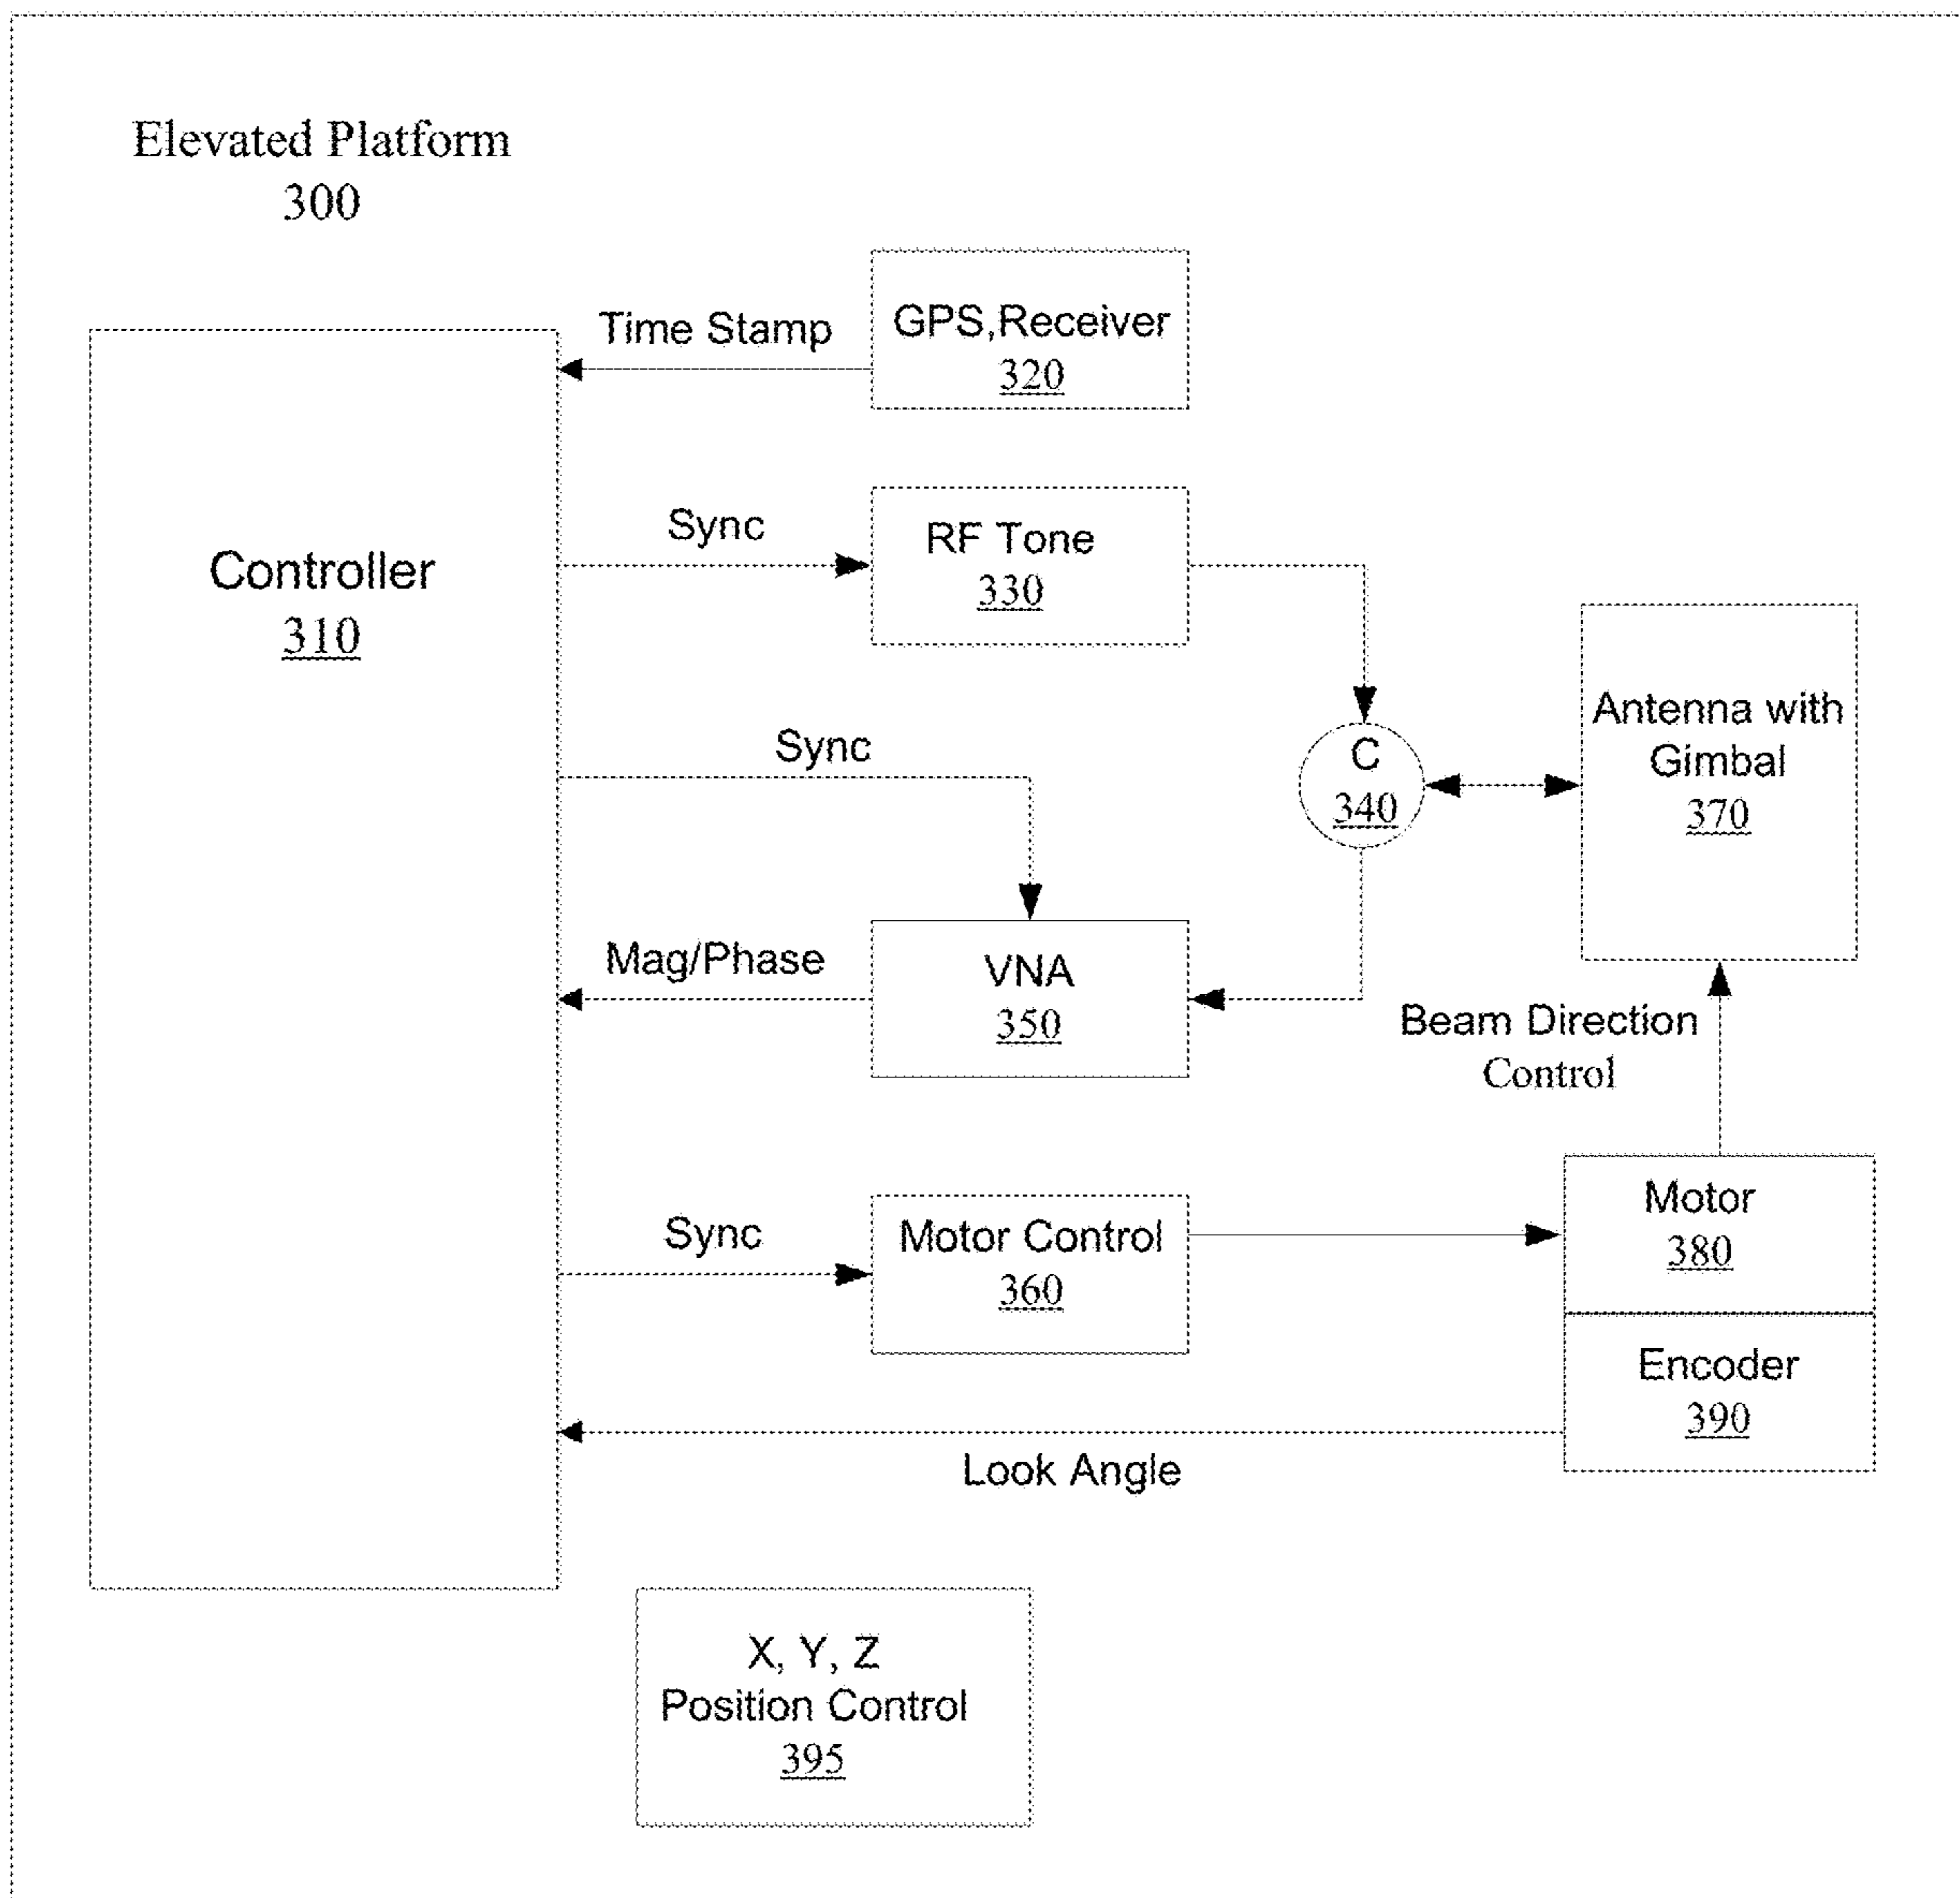 Elevated Platform
300
Time Stamp
GPS,Receiver
320
Sync
RF Tone
330
Controller
310
Sync
C
340
Antenna with
Gimbal
370
Mag/Phase
VNA
350
Beam Direction
Control
Sync
Motor Control
360
Motor
380
Encoder
390
Look Angle
X, Y, Z
Position Control
395